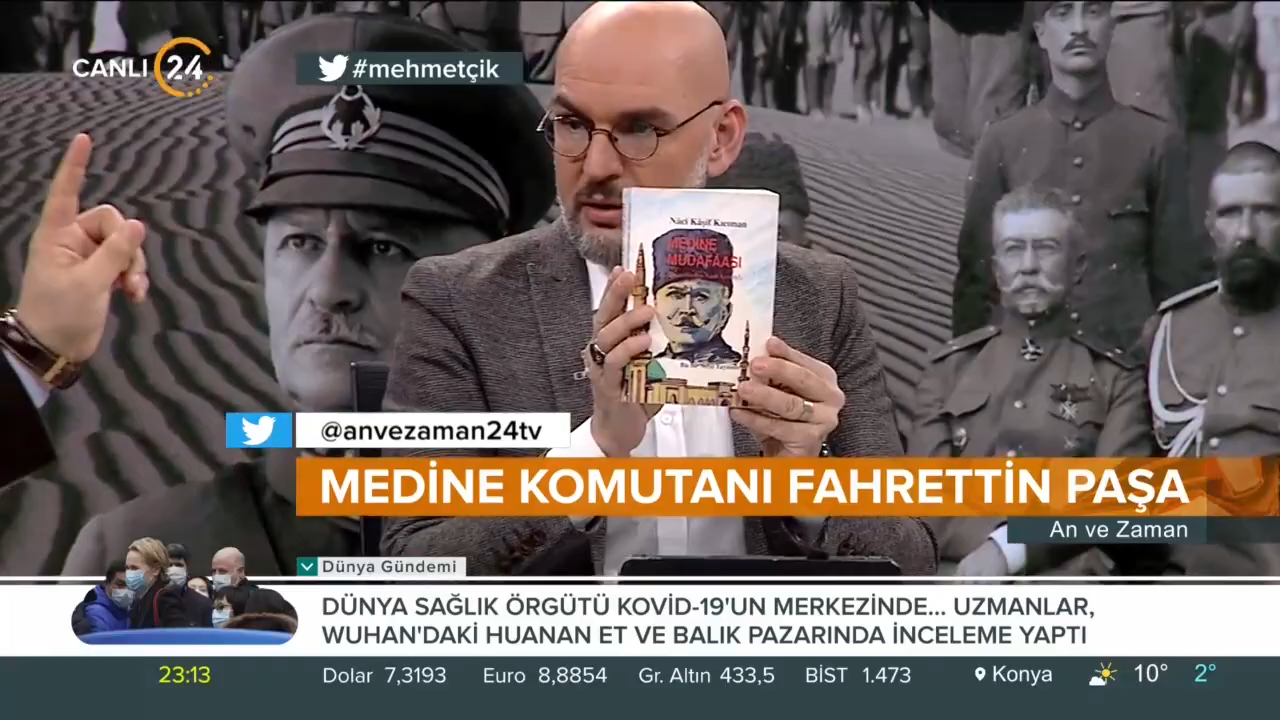 CANLI 24
#mehmetçik
Nâci Kâşif Kıcıman
MEDİNE
MÜDAFAASI
@anvezaman24tv
MEDİNE KOMUTANI FAHRETTİN PAŞA
An ve Zaman
Dünya Gündemi
DÜNYA SAĞLIK ÖRGÜTÜ KOVİD-19'UN MERKEZİNDE... UZMANLAR,
WUHAN'DAKİ HUANAN ET VE BALIK PAZARINDA İNCELEME YAPTI
23:13 Dolar 7,3193 Euro 8,8854 Gr. Altın 433,5 BİST 1.473 Konya 10° 2°